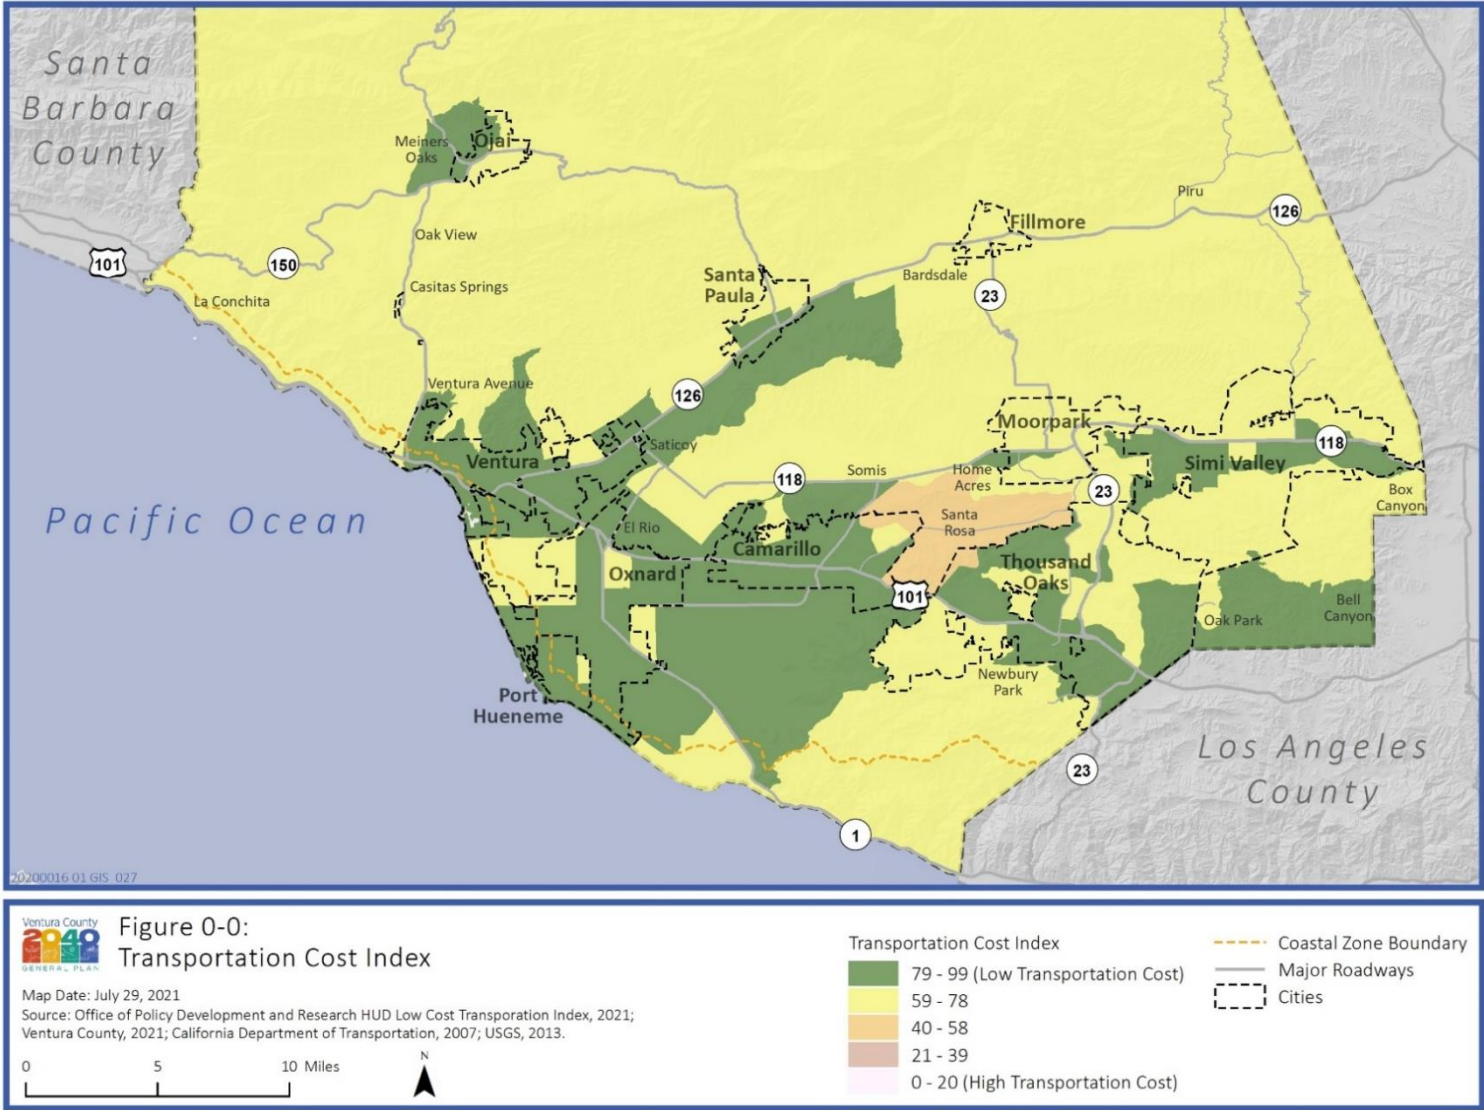 Santa
Barbara
County
Meiners
Oaks
Ojai
Piru
126
Fillmore
Oak View
101
150
Santa
Paula
Bardsdale
Casitas Springs
23
La Conchita
Ventura Avenue
126
Moorpark
Saticoy
118
Ventura
Simi Valley
118
Somis
Home
Acres
23
Box
Canyon
Pacific Ocean
El Rio
Santa
Rosa
Camarillo
Thousand
Oaks
Oxnard
101
Bell
Canyon
Oak Park
Newbury
Park
Port
Hueneme
Los Angeles
County
23
1
20200016 01 GIS 027
Ventura County
2040
GENERAL PLAN
Figure 0-0:
Transportation Cost Index
Map Date: July 29, 2021
Source: Office of Policy Development and Research HUD Low Cost Transporation Index, 2021;
Ventura County, 2021; California Department of Transportation, 2007; USGS, 2013.
0 5 10 Miles
N
Transportation Cost Index
79 - 99 (Low Transportation Cost)
59 - 78
40 - 58
21 - 39
0 - 20 (High Transportation Cost)
Coastal Zone Boundary
Major Roadways
Cities